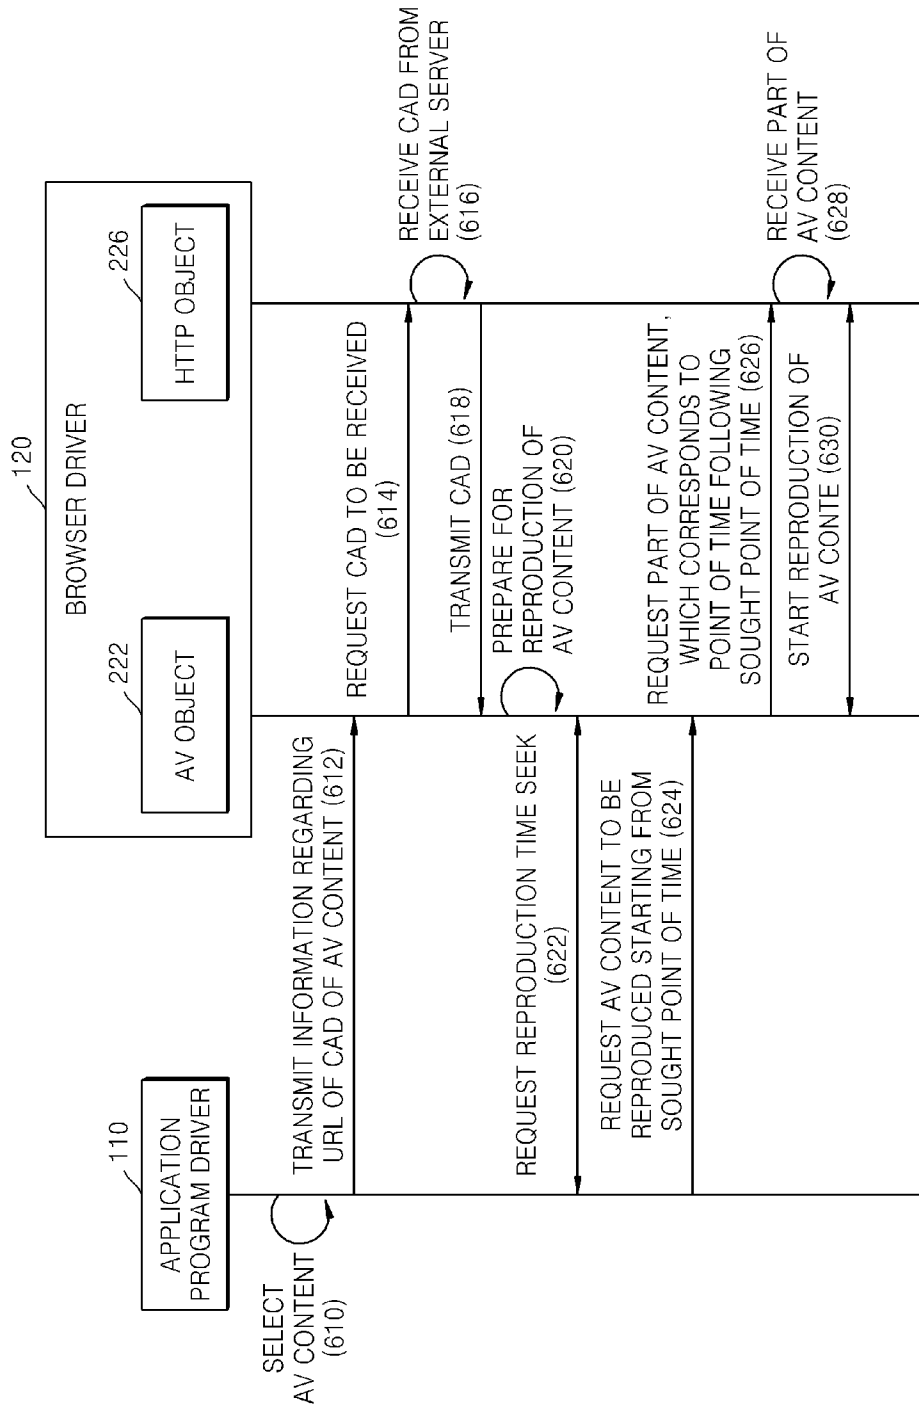 120
BROWSER DRIVER
110
APPLICATION
PROGRAM DRIVER
222
AV OBJECT
226
HTTP OBJECT
SELECT
AV CONTENT
(610)
TRANSMIT INFORMATION REGARDING
URL OF CAD OF AV CONTENT (612)
REQUEST CAD TO BE RECEIVED
(614)
RECEIVE CAD FROM
EXTERNAL SERVER
(616)
TRANSMIT CAD (618)
PREPARE FOR
REPRODUCTION OF
AV CONTENT (620)
REQUEST REPRODUCTION TIME SEEK
(622)
REQUEST AV CONTENT TO BE
REPRODUCED STARTING FROM
SOUGHT POINT OF TIME (624)
REQUEST PART OF AV CONTENT,
WHICH CORRESPONDS TO
POINT OF TIME FOLLOWING
SOUGHT POINT OF TIME (626)
RECEIVE PART OF
AV CONTENT
(628)
START REPRODUCTION OF
AV CONTE (630)